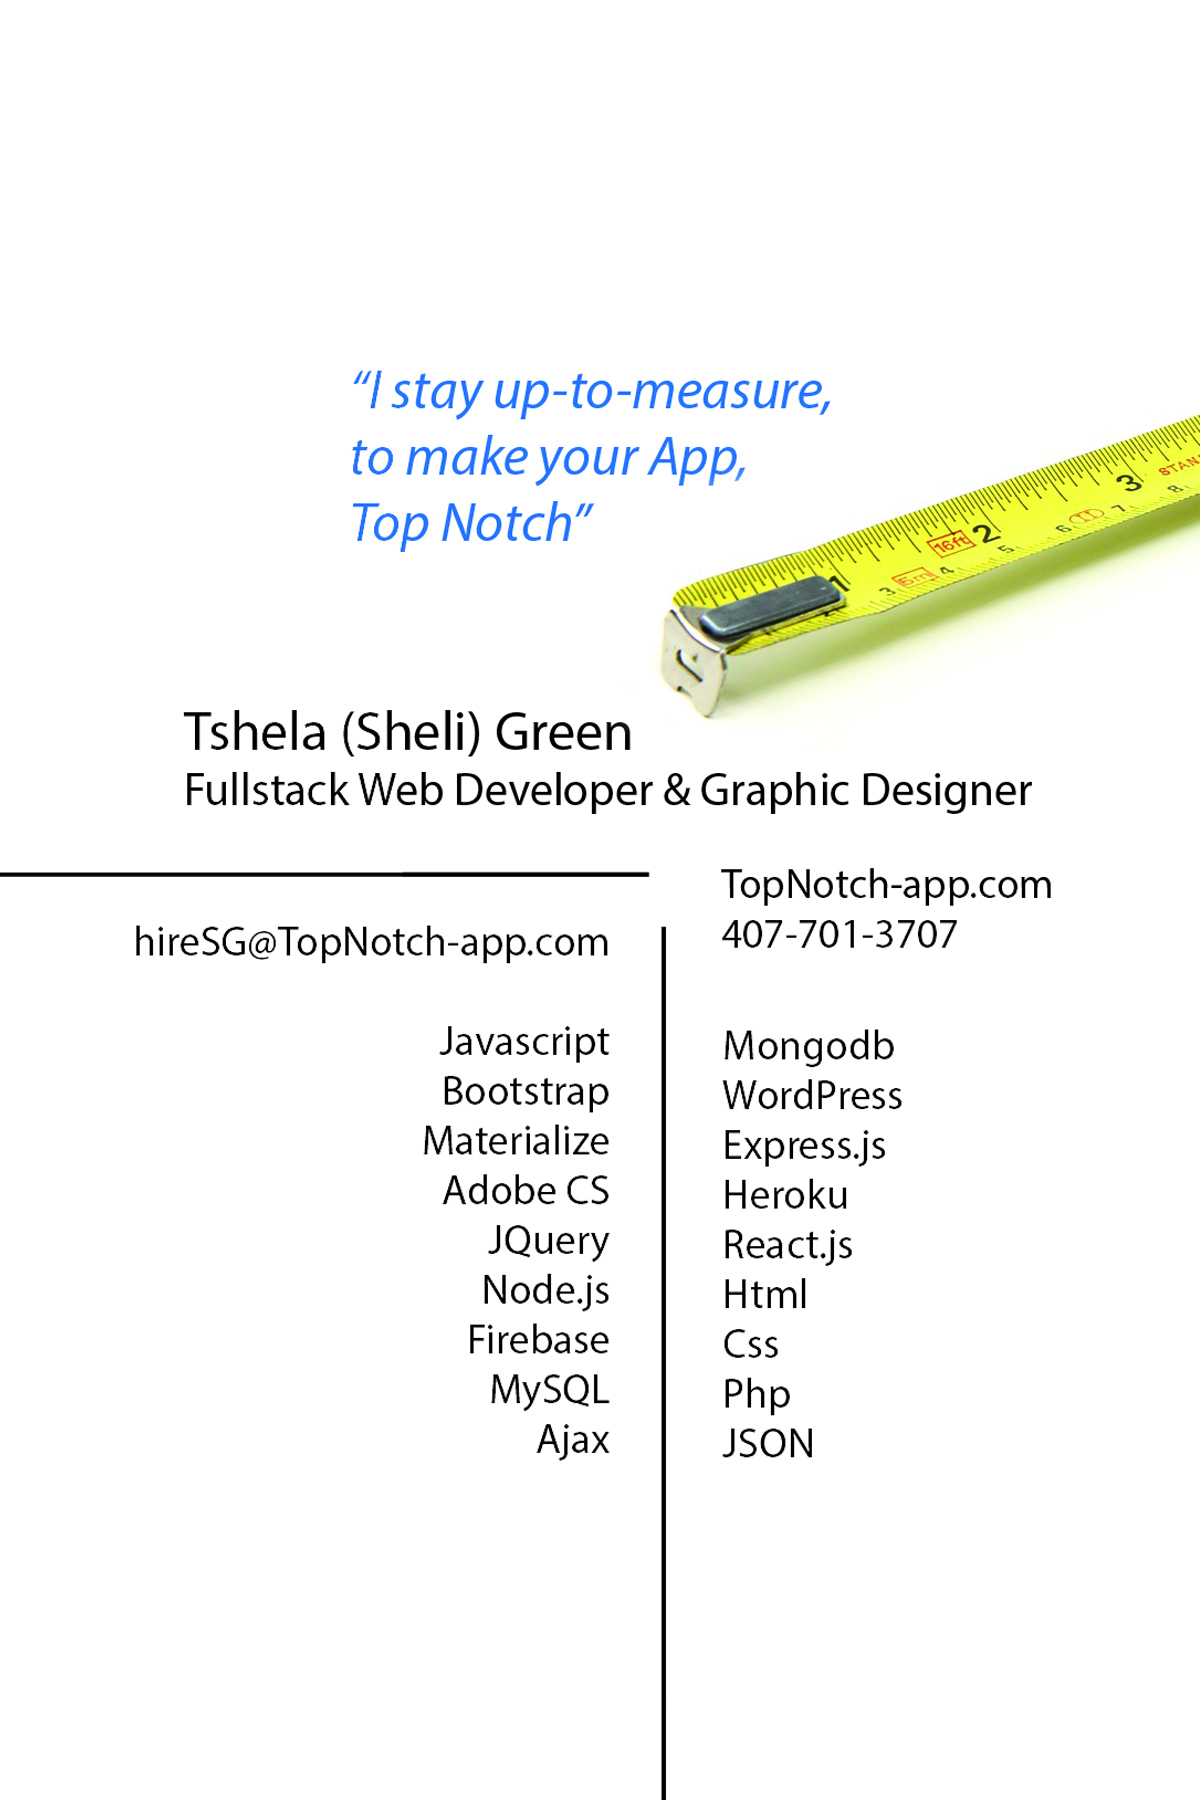 “I stay up-to-measure,
to make your App,
Top Notch”
1
2
3
STAN
16ft
5m
3
4
5
6
11
7
8
Tshela (Sheli) Green
Fullstack Web Developer & Graphic Designer
TopNotch-app.com
407-701-3707
hireSG@TopNotch-app.com
Javascript
Bootstrap
Materialize
Adobe CS
JQuery
Node.js
Firebase
MySQL
Ajax
Mongodb
WordPress
Express.js
Heroku
React.js
Html
Css
Php
JSON